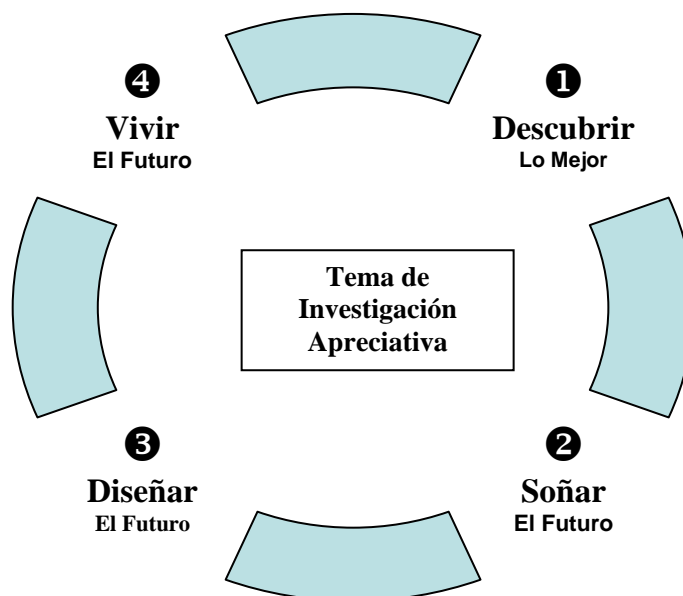 ❹
Vivir
El Futuro
❶
Descubrir
Lo Mejor
Tema de
Investigación
Apreciativa
❸
Diseñar
El Futuro
❷
Soñar
El Futuro